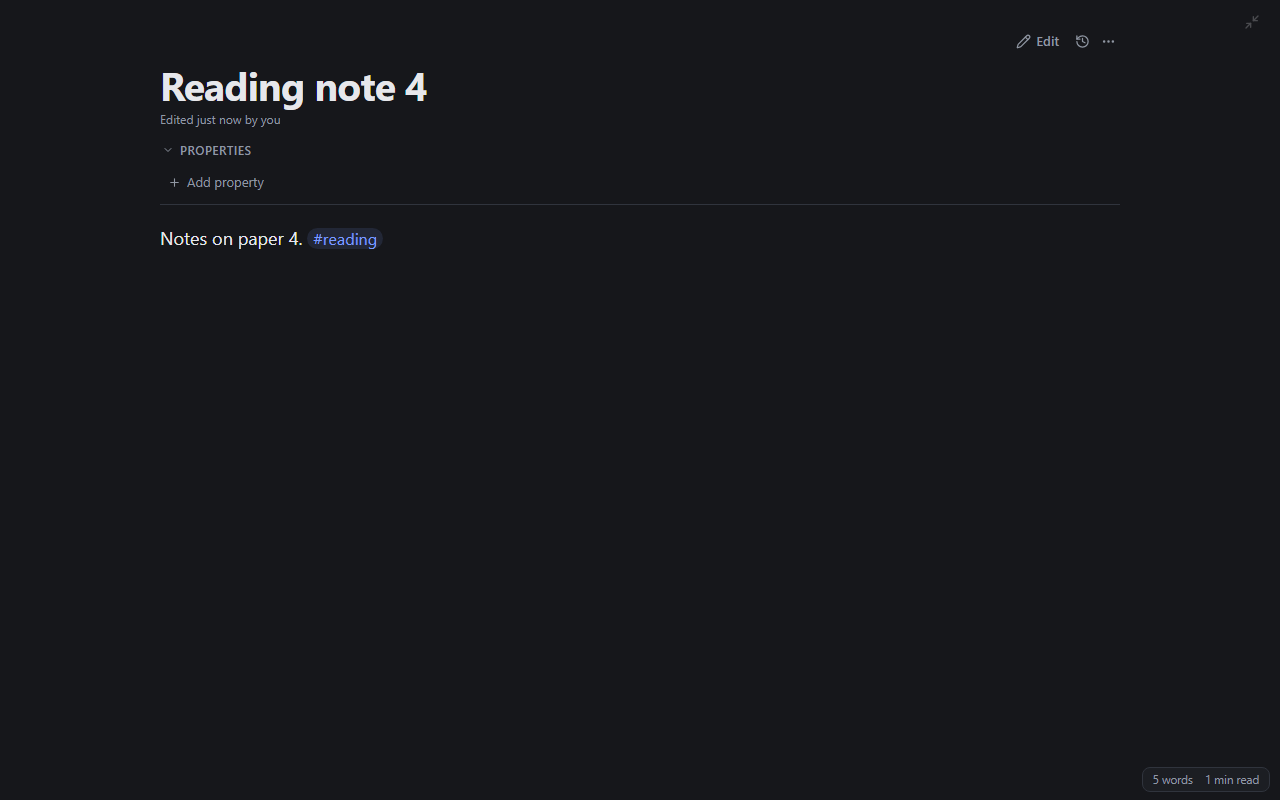 Edit
Reading note 4
Edited just now by you
PROPERTIES
Add property
Notes on paper 4. #reading
5 words 1 min read